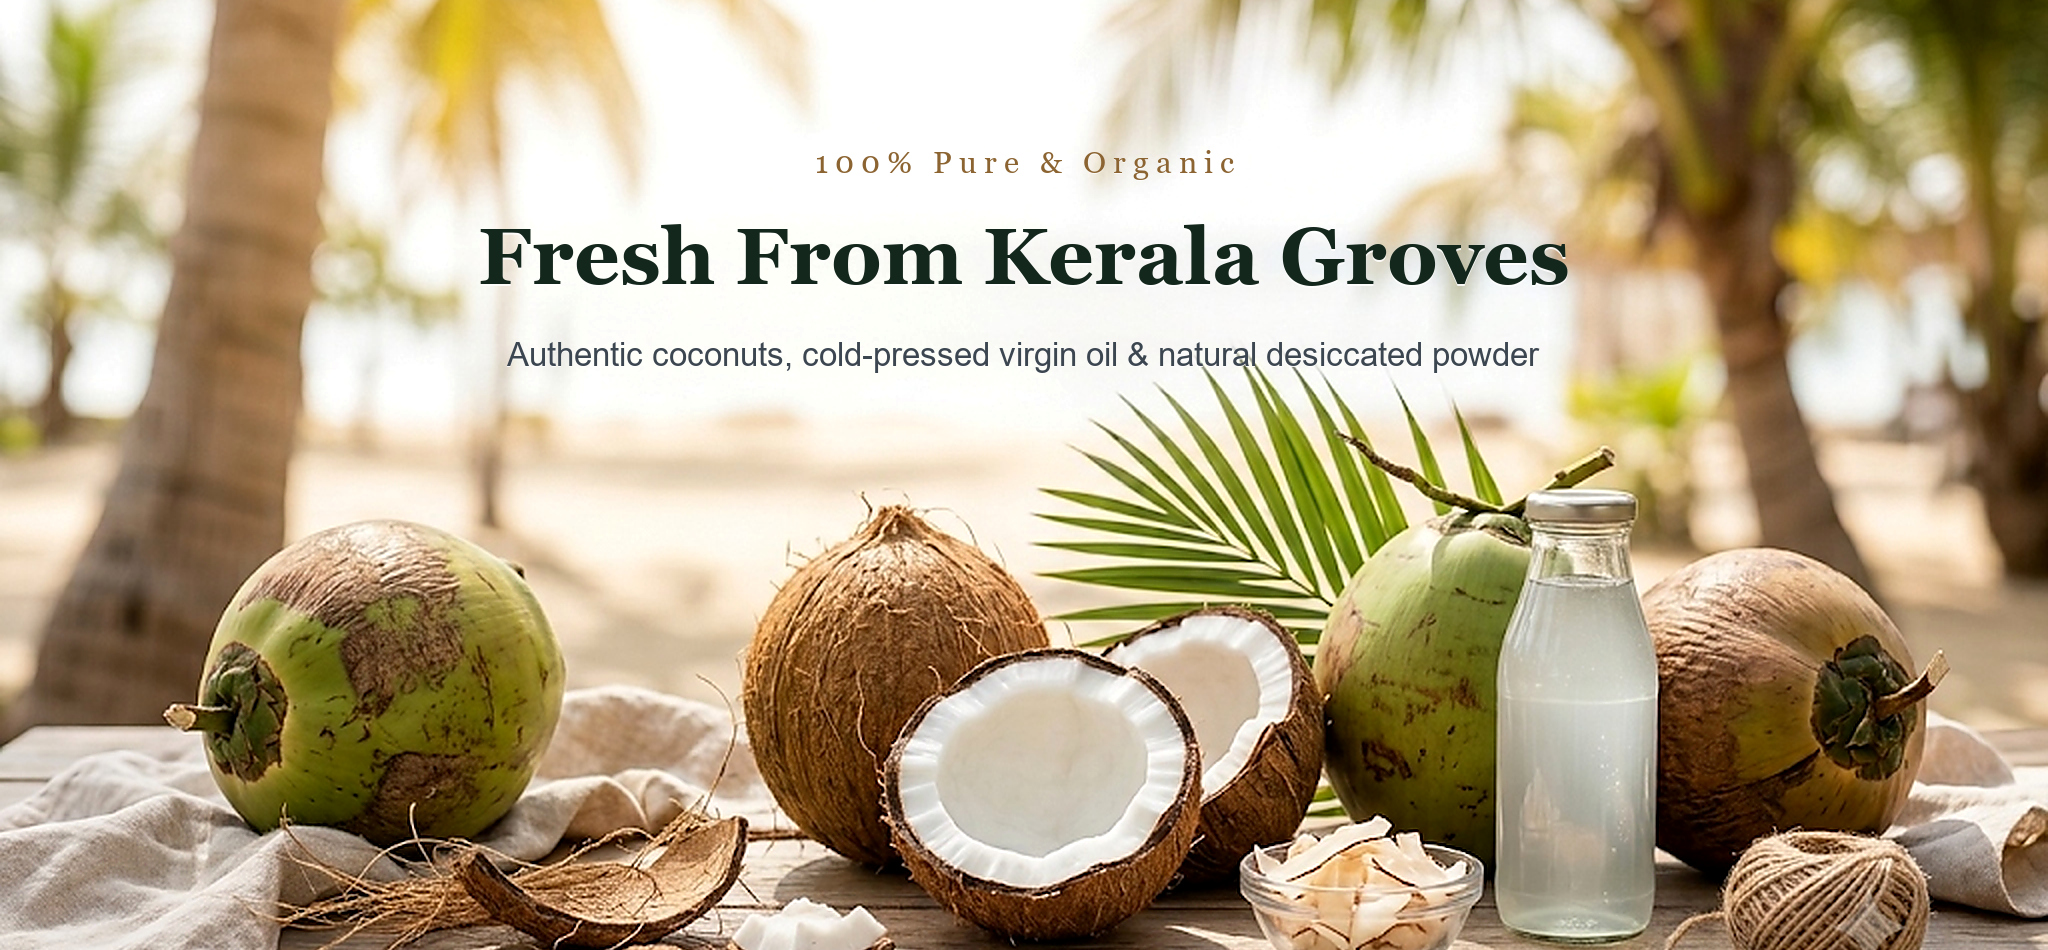 100% Pure & Organic
Fresh From Kerala Groves
Authentic coconuts, cold-pressed virgin oil & natural desiccated powder